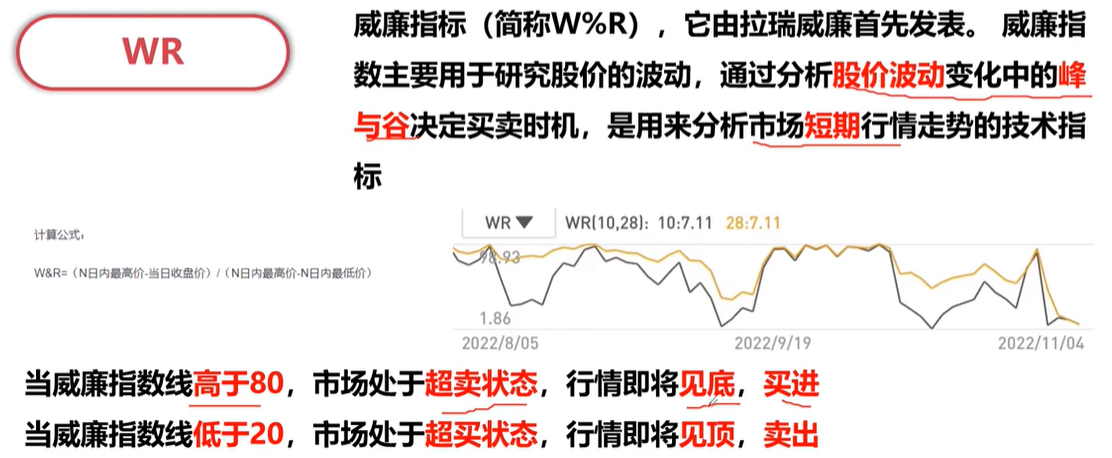 WR
威廉指标（简称W%R），它由拉瑞威廉首先发表。 威廉指
数主要用于研究股价的波动，通过分析股价波动变化中的峰
与谷决定买卖时机，是用来分析市场短期行情走势的技术指
标
计算公式：
W&R=（N日内最高价-当日收盘价）/（N日内最高价-N日内最低价）
WR▼ WR(10,28): 10:7.11 28:7.11
98.93
1.86
2022/8/05 2022/9/19 2022/11/04
当威廉指数线高于80，市场处于超卖状态，行情即将见底，买进
当威廉指数线低于20，市场处于超买状态，行情即将见顶，卖出